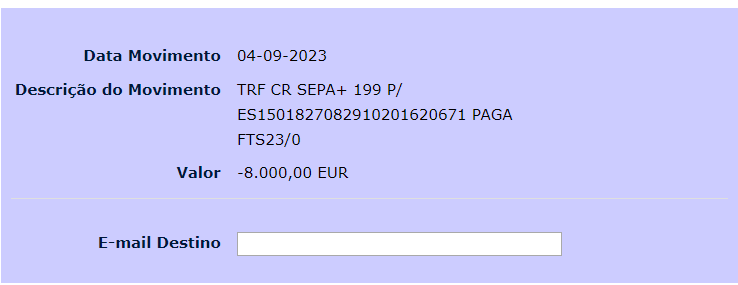 Data Movimento 04-09-2023
Descrição do Movimento TRF CR SEPA+ 199 P/
ES1501827082910201620671 PAGA
FTS23/0
Valor -8.000,00 EUR
E-mail Destino